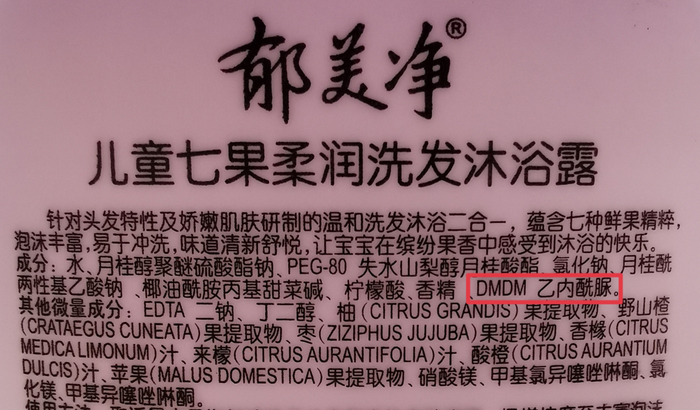 郁美净®
儿童七果柔润洗发沐浴露
针对头发特性及娇嫩肌肤研制的温和洗发沐浴二合一，蕴含七种鲜果精粹，
泡沫丰富，易于冲洗，味道清新舒悦，让宝宝在缤纷果香中感受到沐浴的快乐。
成分：水、月桂醇聚醚硫酸酯钠、PEG-80 失水山梨醇月桂酸酯、氯化钠、月桂酰
两性基乙酸钠、椰油酰胺丙基甜菜碱、柠檬酸、香精、DMDM 乙内酰脲。
其他微量成分：EDTA 二钠、丁二醇、柚(CITRUS GRANDIS)果提取物、野山楂
(CRATAEGUS CUNEATA)果提取物、枣(ZIZIPHUS JUJUBA)果提取物、香橼(CITRUS
MEDICA LIMONUM)汁、来檬(CITRUS AURANTIFOLIA)汁、酸橙(CITRUS AURANTIUM
DULCIS)汁、苹果(MALUS DOMESTICA)果提取物、硝酸镁、甲基氯异噻唑啉酮、氯
化镁、甲基异噻唑啉酮。